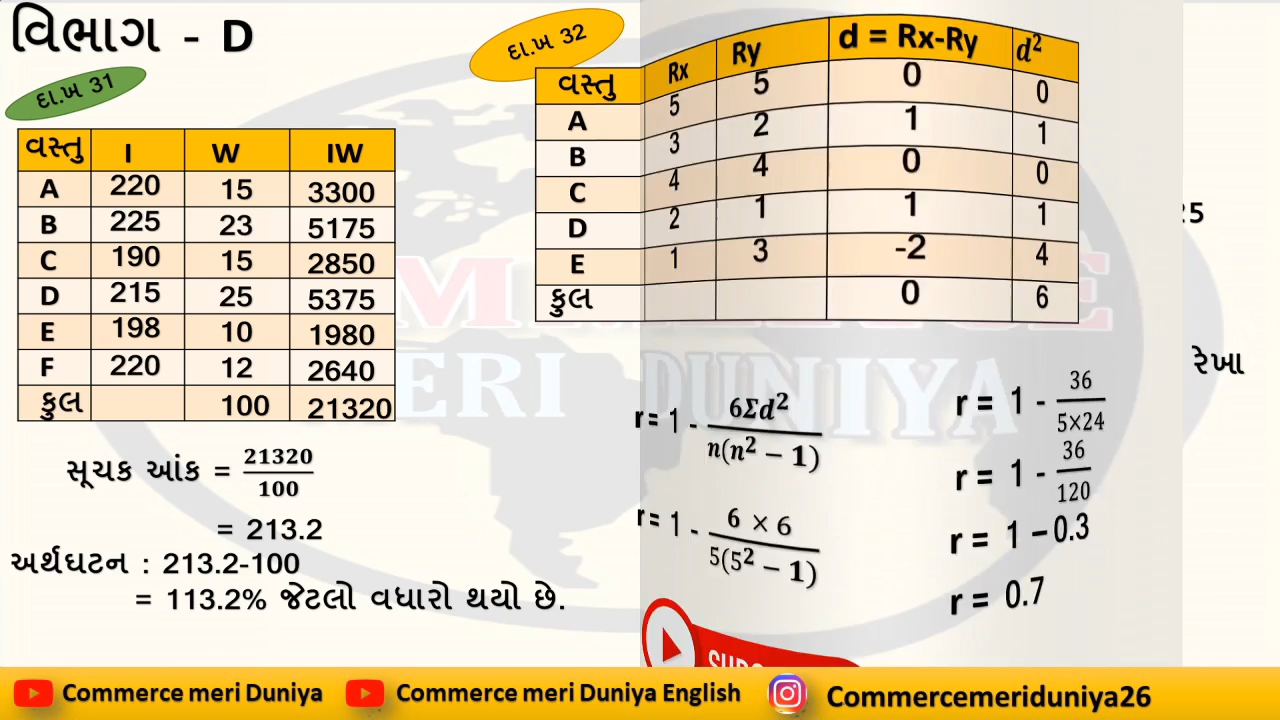 વિભાગ - D
દા.ખ 31
વસ્તુ I W IW
A 220 15 3300
B 225 23 5175
C 190 15 2850
D 215 25 5375
E 198 10 1980
F 220 12 2640
કુલ 100 21320
સૂચક આંક = 21320/100
= 213.2
અર્થઘટન : 213.2-100
= 113.2% જેટલો વધારો થયો છે.
દા.ખ 32
વસ્તુ Rx Ry d = Rx-Ry d²
A 5 5 0 0
B 3 2 1 1
C 4 4 0 0
D 2 1 1 1
E 1 3 -2 4
કુલ 0 6
r = 1 - 6Σd²/n(n² − 1)
r = 1 - 6 × 6/5(5² − 1)
r = 1 - 36/5×24
r = 1 - 36/120
r = 1 − 0.3
r = 0.7
25
રેખા
MERI DUNIYA
Commerce meri Duniya
Commerce meri Duniya English
Commercemeriduniya26